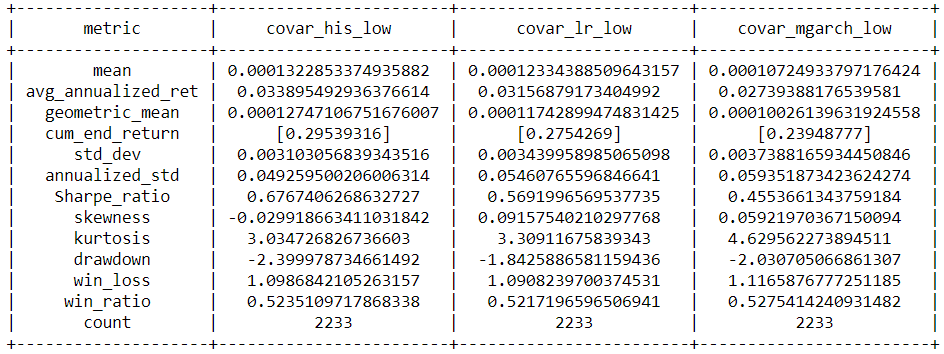 +--------------------+------------------------+------------------------+------------------------+
| metric | covar_his_low | covar_lr_low | covar_mgarch_low |
+--------------------+------------------------+------------------------+------------------------+
| mean | 0.0001322853374935882 | 0.00012334388509643157 | 0.00010724933797176424 |
| avg_annualized_ret | 0.033895492936376614 | 0.03156879173404992 | 0.02739388176539581 |
| geometric_mean | 0.00012747106751676007 | 0.00011742899474831425 | 0.00010026139631924558 |
| cum_end_return | [0.29539316] | [0.2754269] | [0.23948777] |
| std_dev | 0.003103056839343516 | 0.003439958985065098 | 0.0037388165934450846 |
| annualized_std | 0.049259500206006314 | 0.05460765596846641 | 0.059351873423624274 |
| Sharpe_ratio | 0.6767406268632727 | 0.5691996569537735 | 0.4553661343759184 |
| skewness | -0.029918663411031842 | 0.09157540210297768 | 0.05921970367150094 |
| kurtosis | 3.034726826736603 | 3.30911675839343 | 4.629562273894511 |
| drawdown | -2.399978734661492 | -1.8425886581159436 | -2.030705066861307 |
| win_loss | 1.0986842105263157 | 1.0908239700374531 | 1.1165876777251185 |
| win_ratio | 0.5235109717868338 | 0.5217196596506941 | 0.5275414240931482 |
| count | 2233 | 2233 | 2233 |
+--------------------+------------------------+------------------------+------------------------+